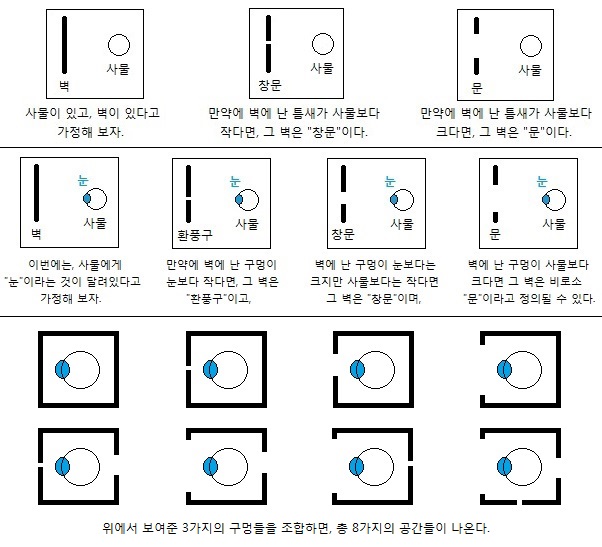 벽
사물
창문
사물
문
사물
사물이 있고, 벽이 있다고
가정해 보자.
만약에 벽에 난 틈새가 사물보다
작다면, 그 벽은 "창문"이다.
만약에 벽에 난 틈새가 사물보다
크다면, 그 벽은 "문"이다.
눈
사물
벽
눈
사물
환풍구
눈
사물
창문
눈
사물
문
이번에는, 사물에게
"눈"이라는 것이 달려있다고
가정해 보자.
만약에 벽에 난 구멍이
눈보다 작다면, 그 벽은
"환풍구"이고,
벽에 난 구멍이 눈보다는
크지만 사물보다는 작다면
그 벽은 "창문"이며,
벽에 난 구멍이 사물보다
크다면 그 벽은 비로소
"문"이라고 정의될 수 있다.
위에서 보여준 3가지의 구멍들을 조합하면, 총 8가지의 공간들이 나온다.